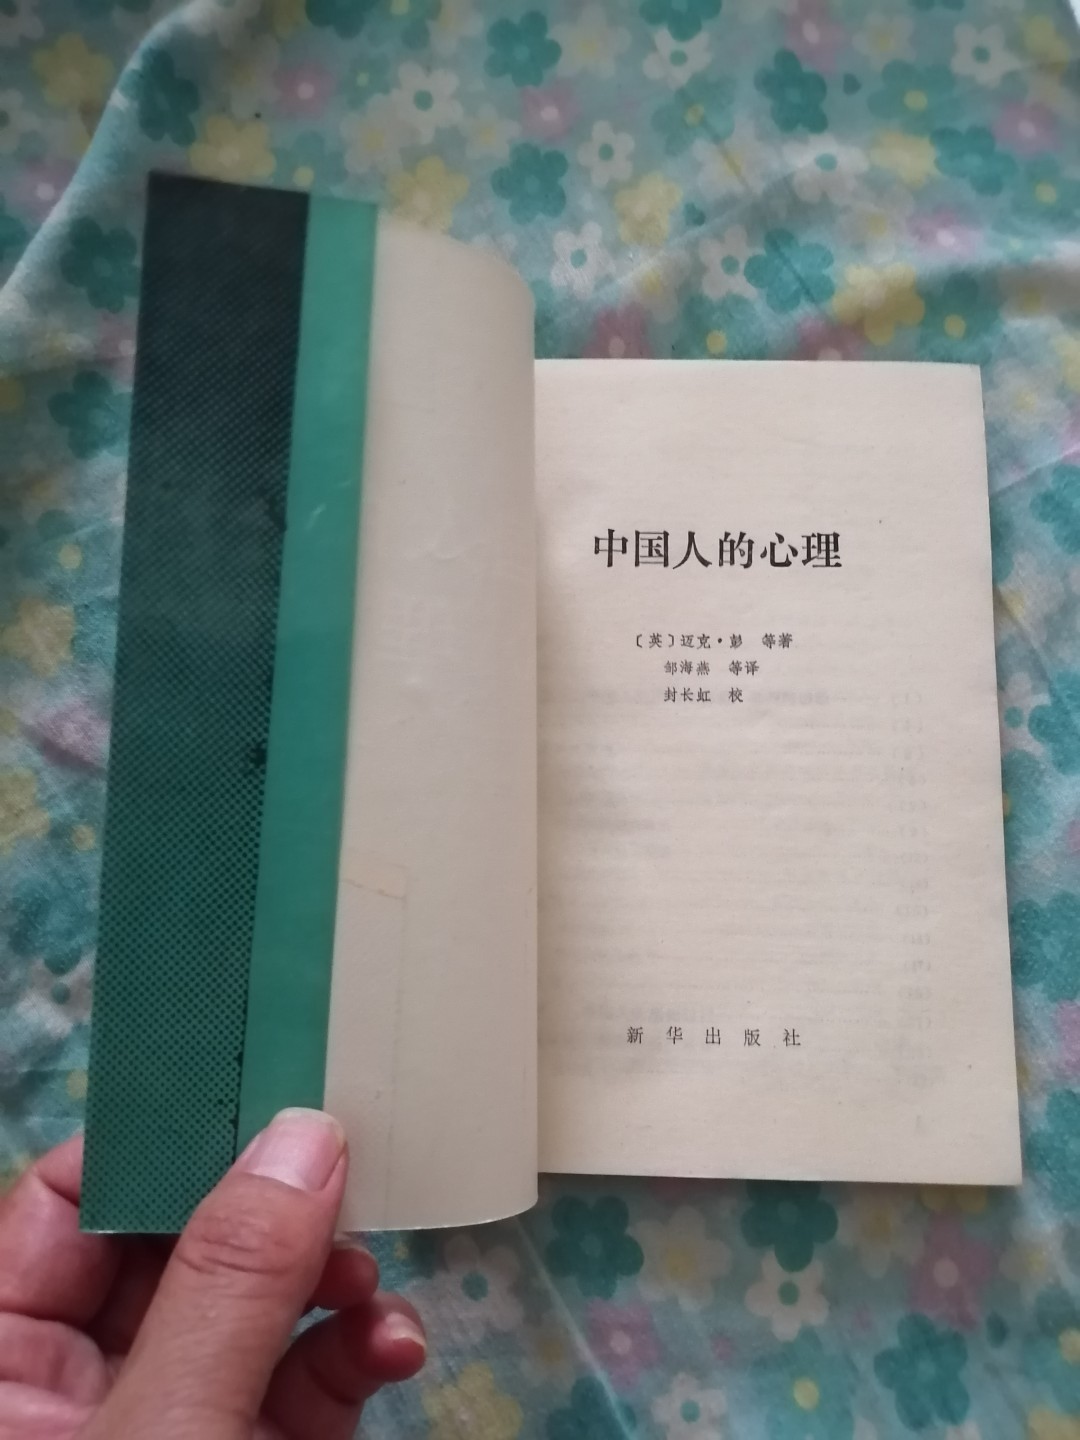 中国人的心理
〔英〕迈克·彭 等著
邹海燕 等译
封长虹 校
新华出版社